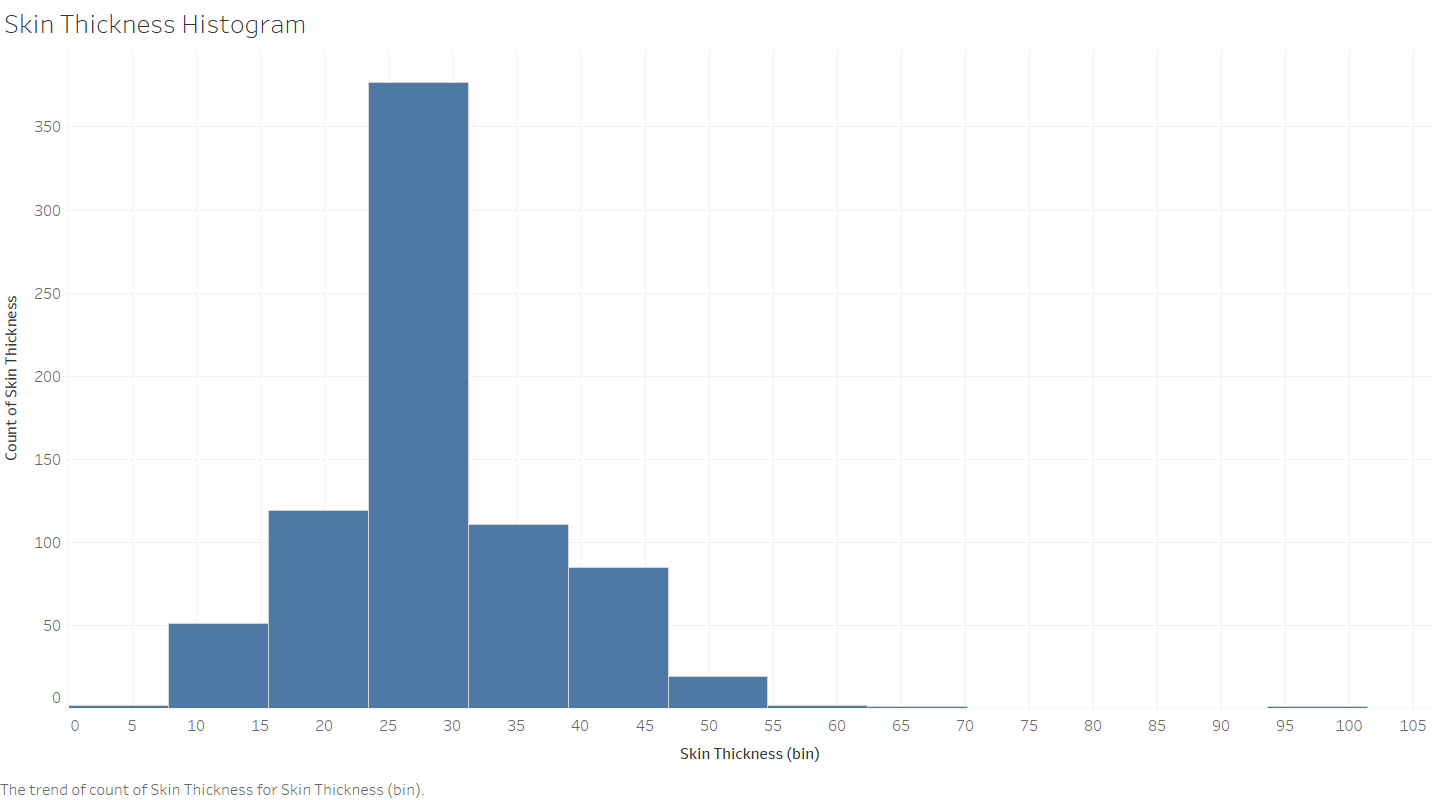 Skin Thickness Histogram
Count of Skin Thickness
350
300
250
200
150
100
50
0
0 5 10 15 20 25 30 35 40 45 50 55 60 65 70 75 80 85 90 95 100 105
Skin Thickness (bin)
The trend of count of Skin Thickness for Skin Thickness (bin).